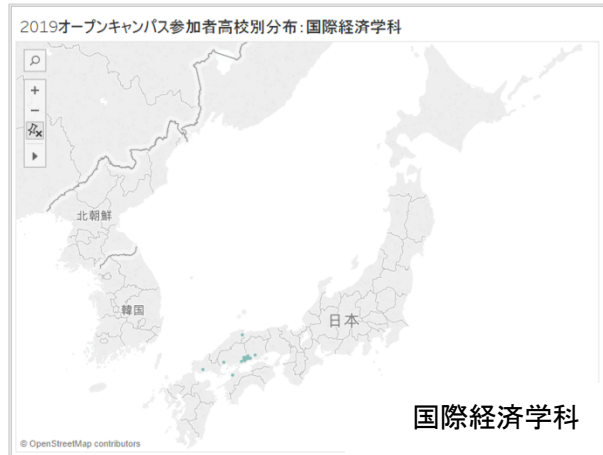 2019オープンキャンパス参加者高校別分布：国際経済学科
北朝鮮
韓国
日本
国際経済学科
© OpenStreetMap contributors